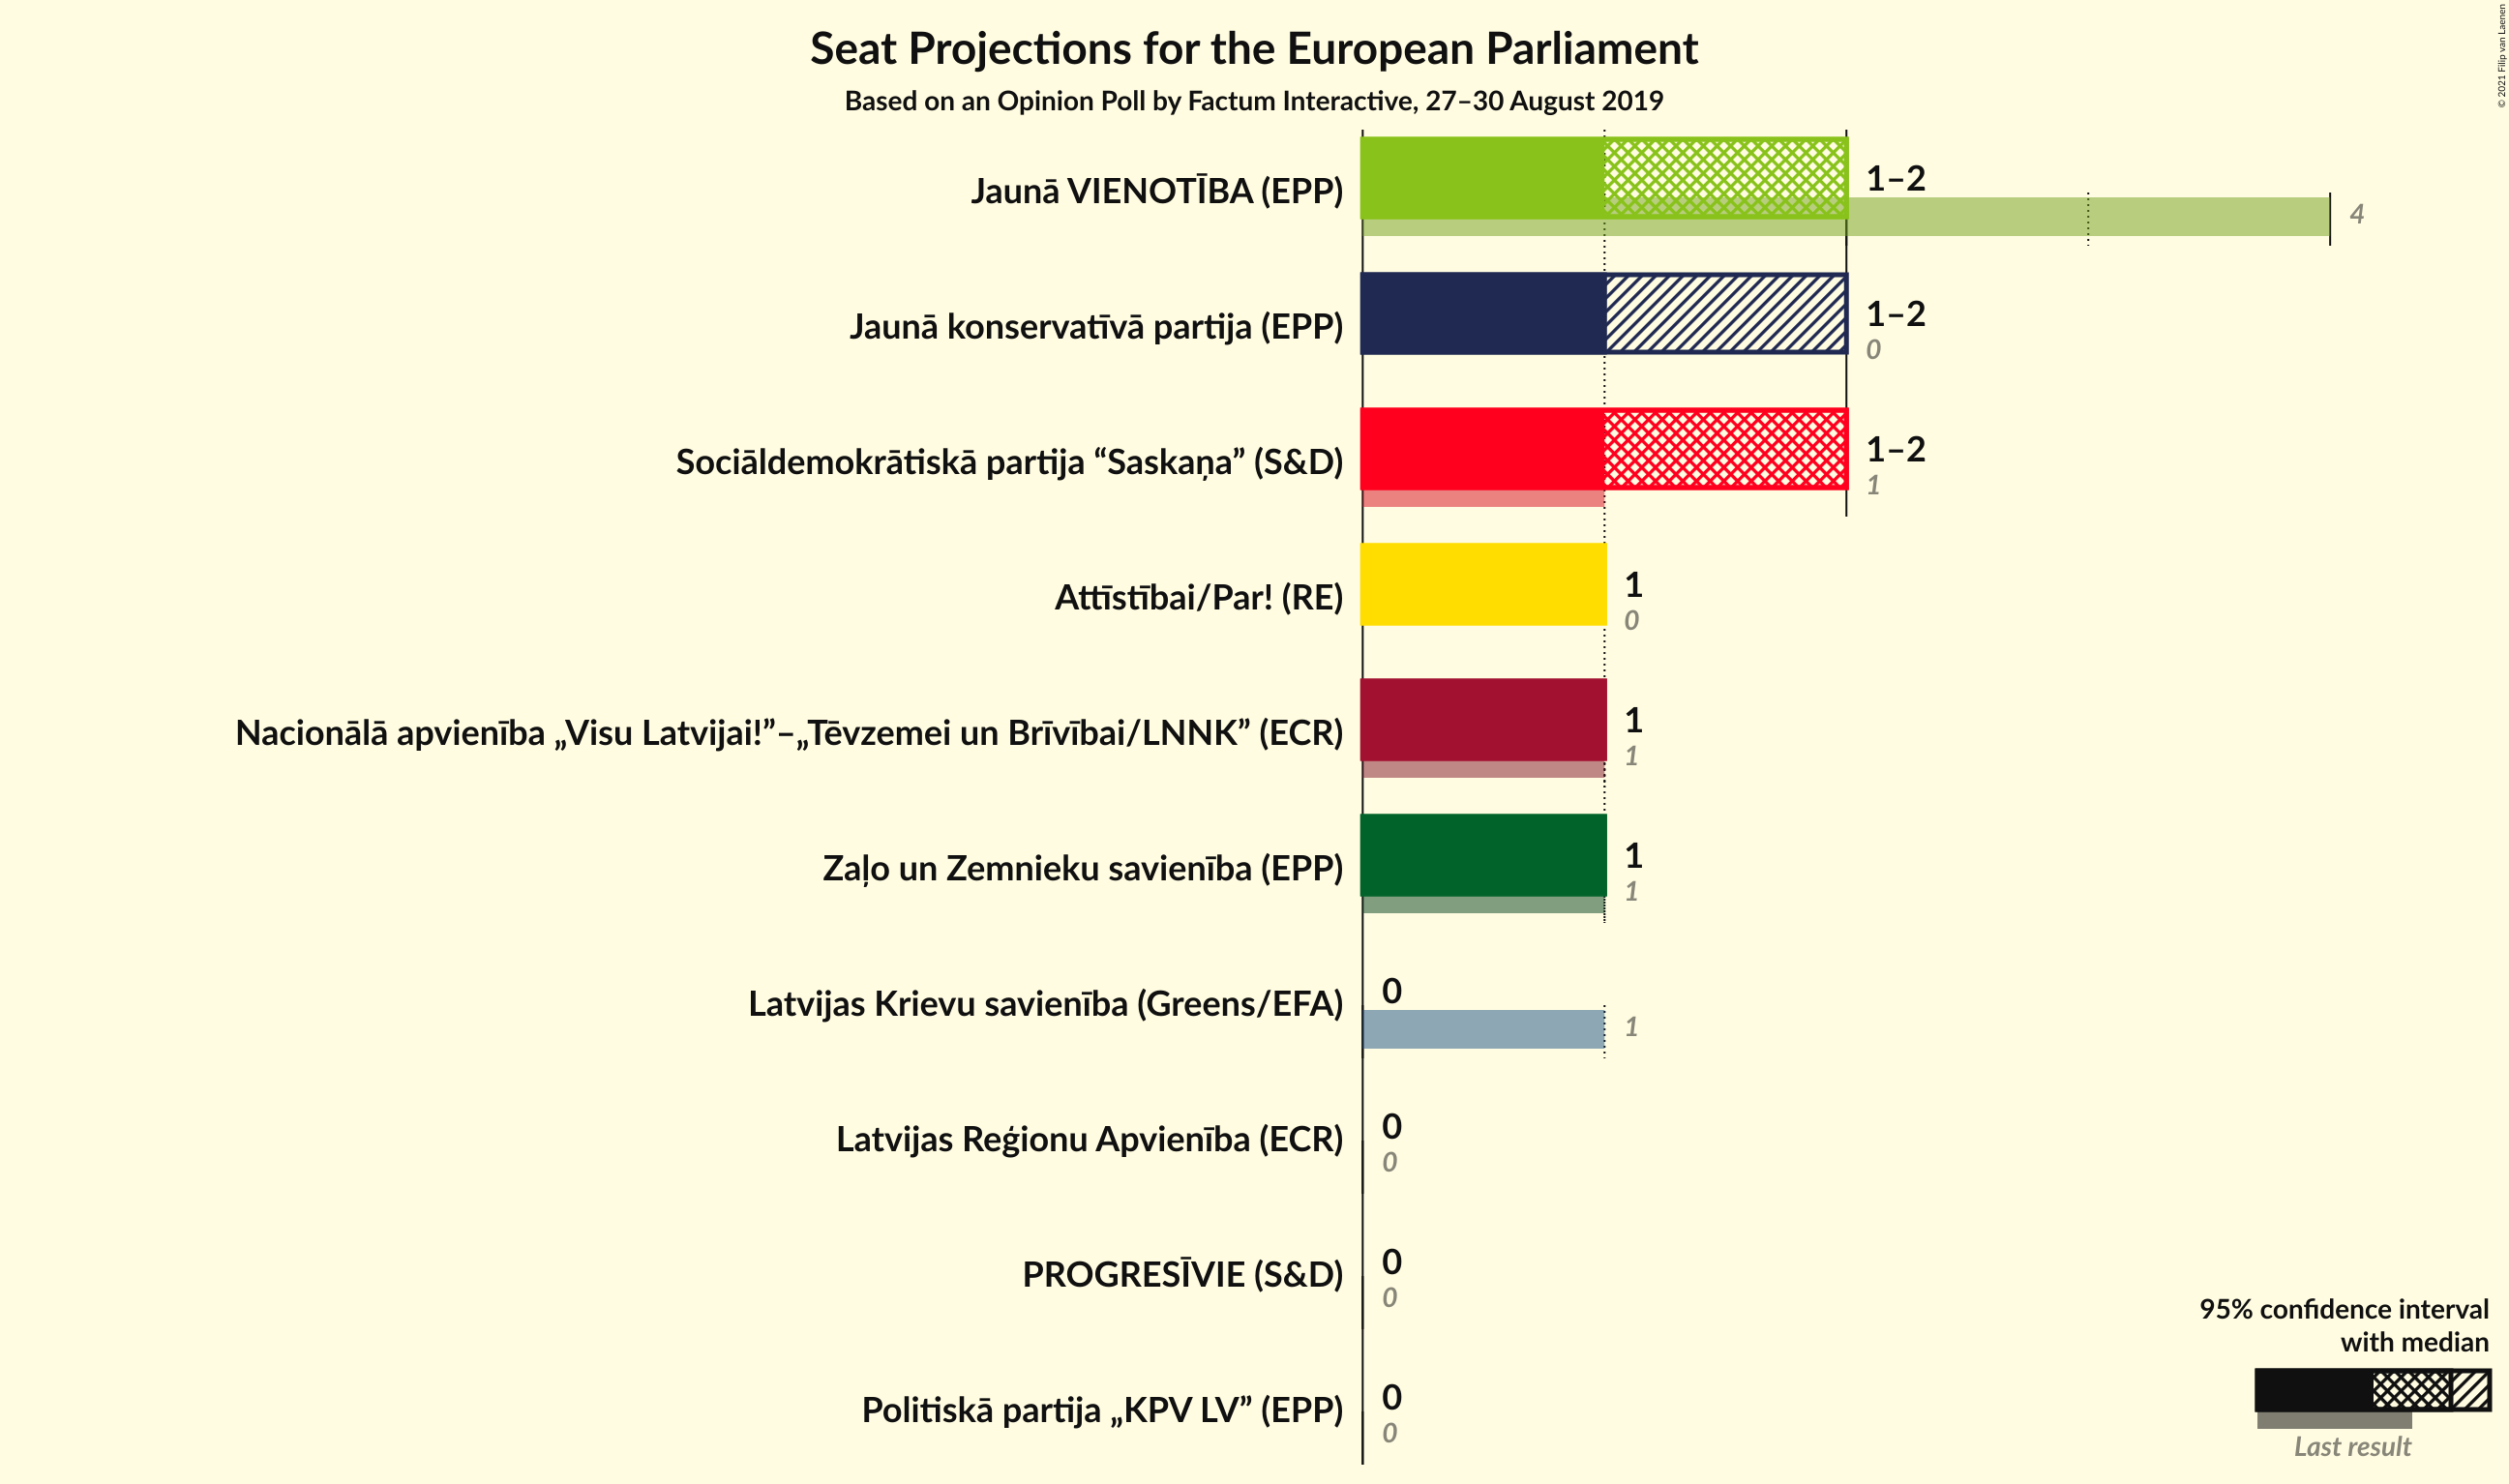 Seat Projections for the European Parliament
Based on an Opinion Poll by Factum Interactive, 27–30 August 2019
© 2021 Filip van Laenen
Jaunā VIENOTĪBA (EPP)
1–2
4
Jaunā konservatīvā partija (EPP)
1–2
0
Sociāldemokrātiskā partija “Saskaņa” (S&D)
1–2
1
Attīstībai/Par! (RE)
1
0
Nacionālā apvienība „Visu Latvijai!”–„Tēvzemei un Brīvībai/LNNK” (ECR)
1
1
Zaļo un Zemnieku savienība (EPP)
1
1
Latvijas Krievu savienība (Greens/EFA)
0
1
Latvijas Reģionu Apvienība (ECR)
0
0
PROGRESĪVIE (S&D)
0
0
Politiskā partija „KPV LV” (EPP)
0
0
95% confidence interval
with median
Last result